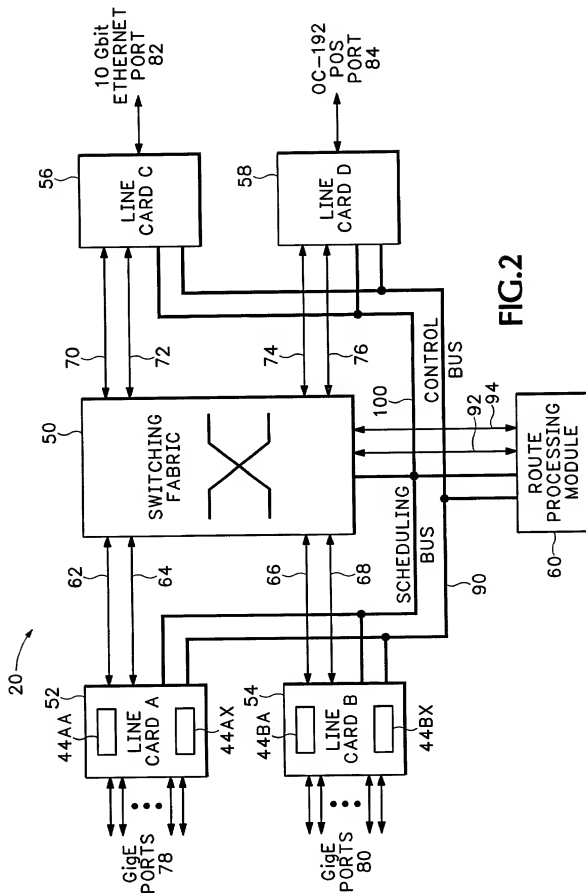 20
52
44AA
LINE
CARD A
44AX
GigE
PORTS
78
54
44BA
LINE
CARD B
44BX
GigE
PORTS
80
62
64
66
68
50
SWITCHING
FABRIC
70
72
74
76
56
LINE
CARD C
10 Gbit
ETHERNET
PORT
82
58
LINE
CARD D
OC-192
POS
PORT
84
SCHEDULING
BUS
100
CONTROL
BUS
90
92
94
60
ROUTE
PROCESSING
MODULE
FIG.2